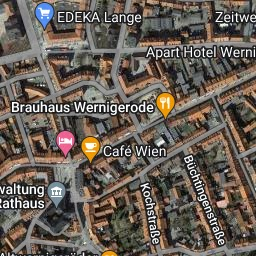 EDEKA Lange
Zeitwe
Apart Hotel Werni
Brauhaus Wernigerode
Café Wien
waltung
Rathaus
Kochstraße
Büchtingenstraße